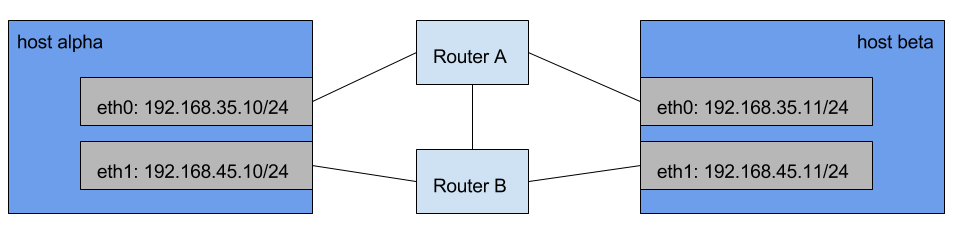 host alpha
eth0: 192.168.35.10/24
eth1: 192.168.45.10/24
Router A
Router B
host beta
eth0: 192.168.35.11/24
eth1: 192.168.45.11/24